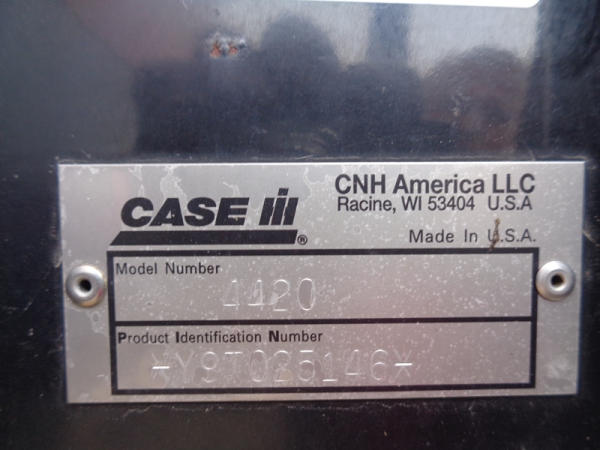 CASE IH ®
CNH America LLC
Racine, WI 53404 U.S.A
Made In U.S.A.
Model Number
4420
Product Identification Number
*Y9T025146*